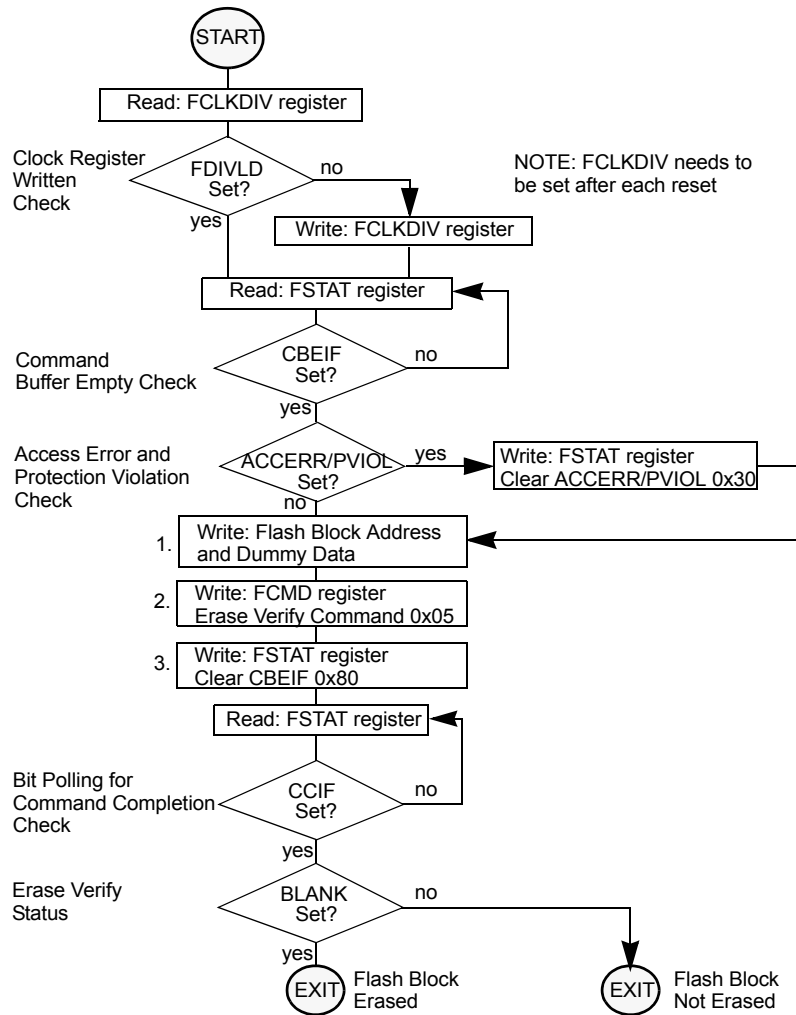 START
Read: FCLKDIV register
Clock Register
Written
Check
FDIVLD
Set?
no
yes
NOTE: FCLKDIV needs to
be set after each reset
Write: FCLKDIV register
Read: FSTAT register
Command
Buffer Empty Check
CBEIF
Set?
no
yes
Access Error and
Protection Violation
Check
ACCERR/PVIOL
Set?
yes
no
Write: FSTAT register
Clear ACCERR/PVIOL 0x30
1.
Write: Flash Block Address
and Dummy Data
2.
Write: FCMD register
Erase Verify Command 0x05
3.
Write: FSTAT register
Clear CBEIF 0x80
Read: FSTAT register
Bit Polling for
Command Completion
Check
CCIF
Set?
no
yes
Erase Verify
Status
BLANK
Set?
no
yes
EXIT
Flash Block
Erased
EXIT
Flash Block
Not Erased